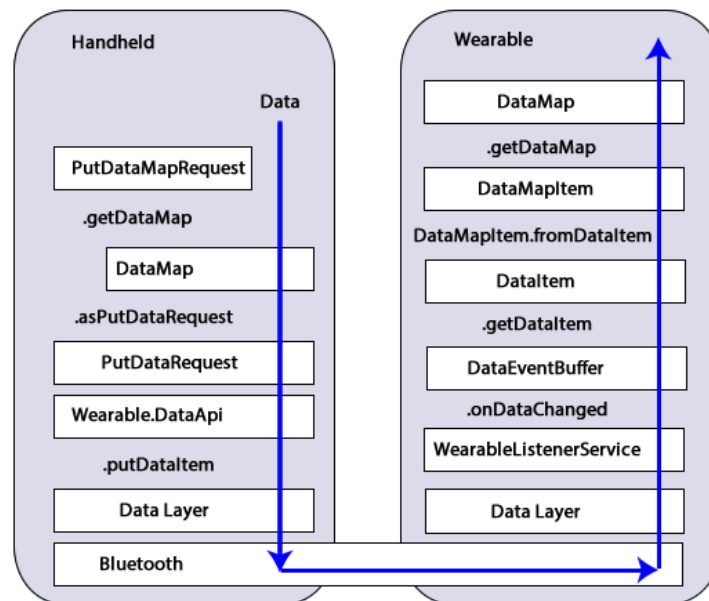 Handheld
Data
PutDataMapRequest
.getDataMap
DataMap
.asPutDataRequest
PutDataRequest
Wearable.DataApi
.putDataItem
Data Layer
Bluetooth
Wearable
DataMap
.getDataMap
DataMapItem
DataMapItem.fromDataItem
DataItem
.getDataItem
DataEventBuffer
.onDataChanged
WearableListenerService
Data Layer